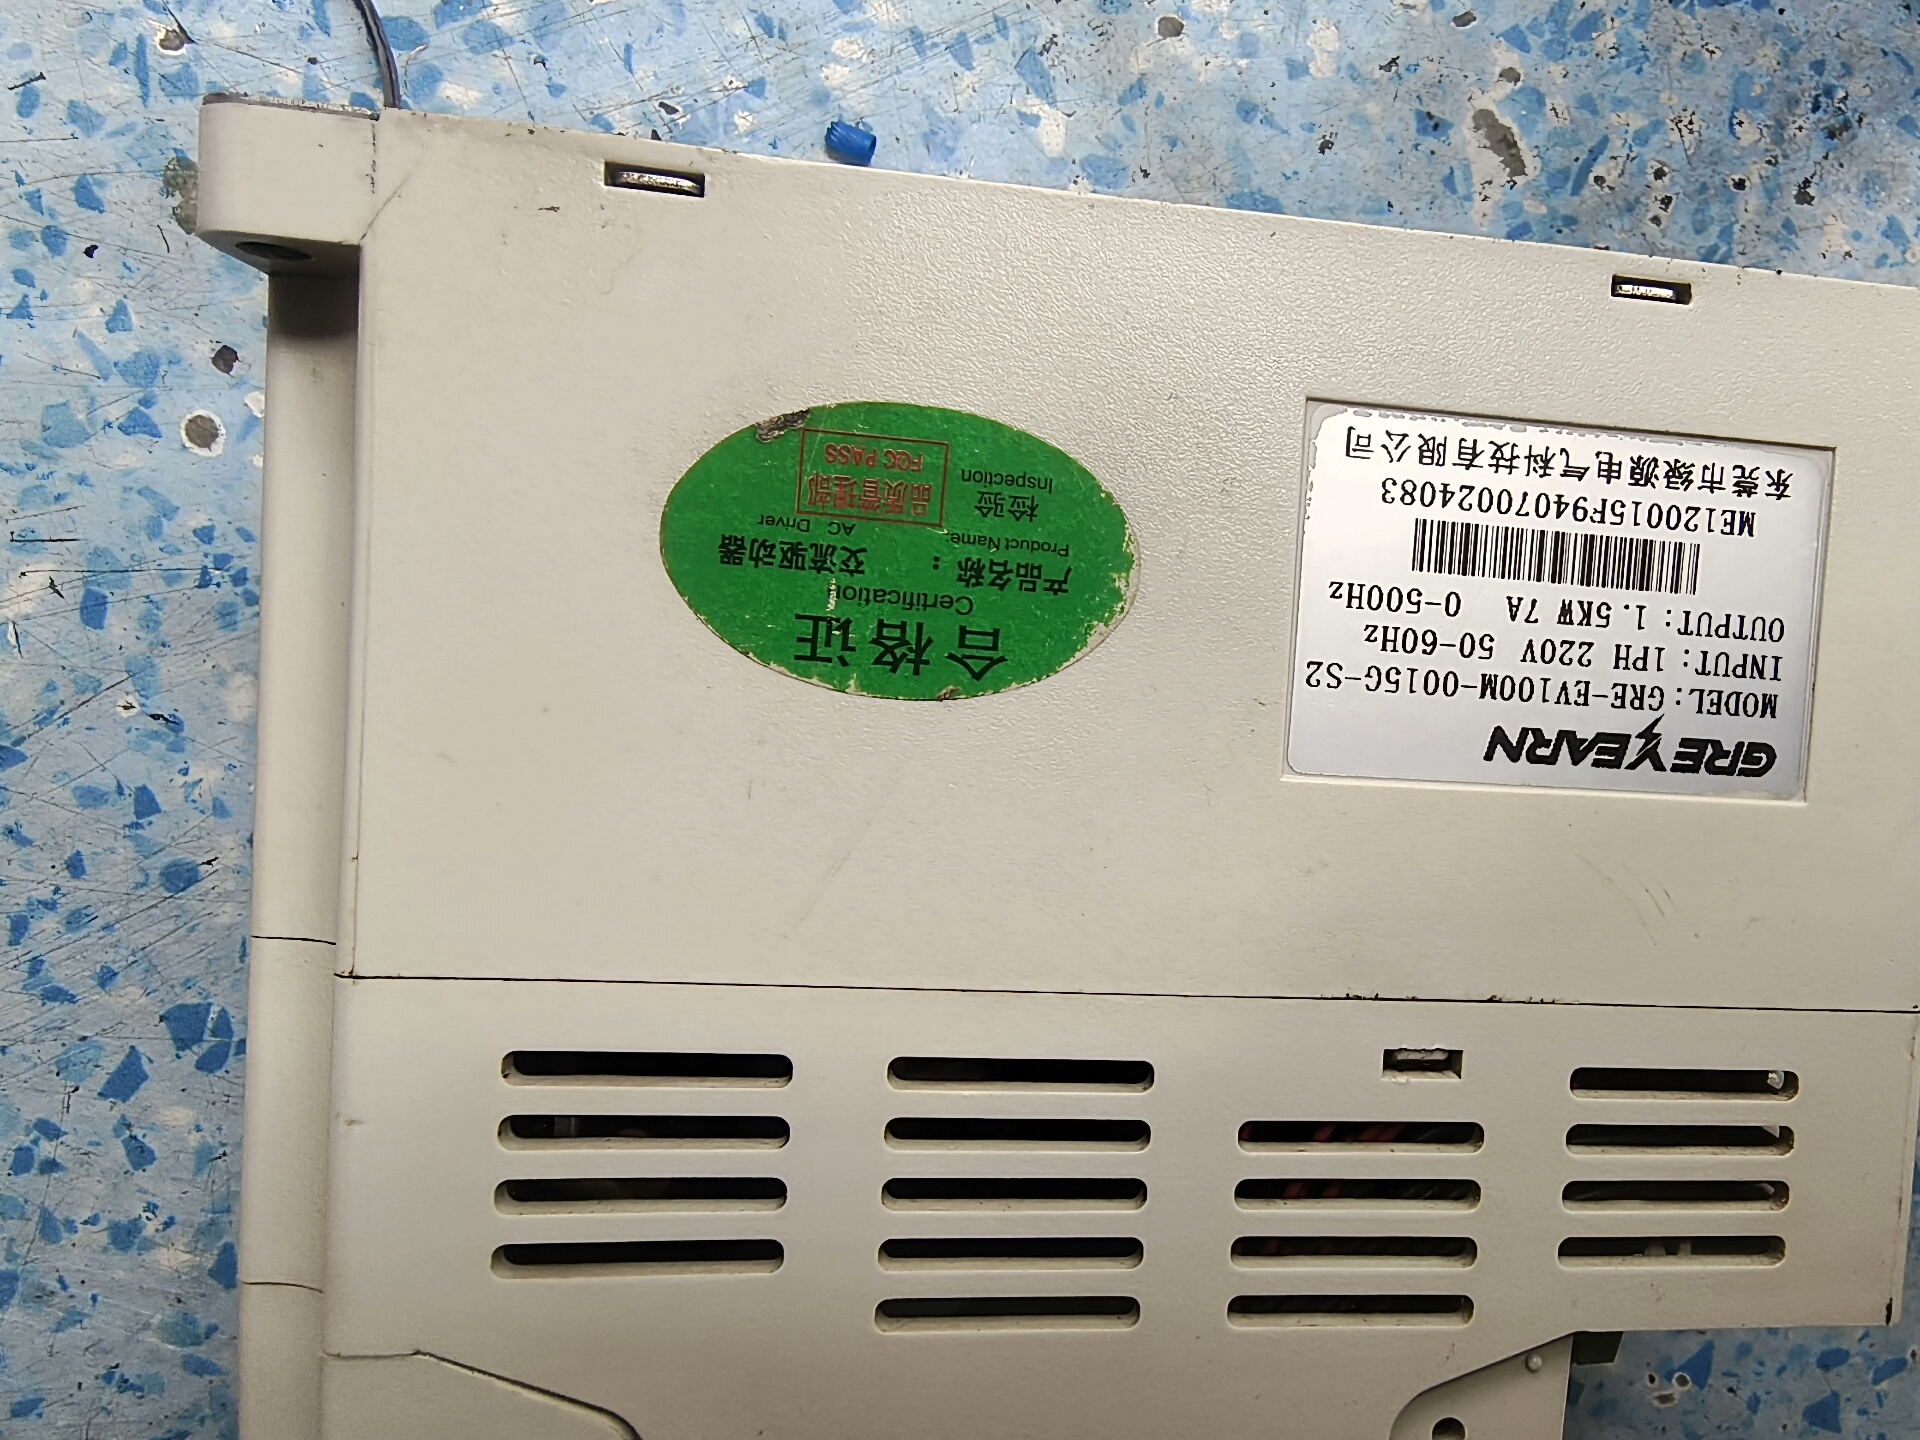 GREYEARN
MODEL:GRE-EV100M-0015G-S2
INPUT:1PH 220V 50-60Hz
OUTPUT:1.5KW 7A 0-500Hz
ME120015F94070024083
东莞市绿源电气科技有限公司
合格证
Certification
产品名称：交流驱动器
Product Name: AC Driver
检验
Inspection
品质管理部
FQC PASS